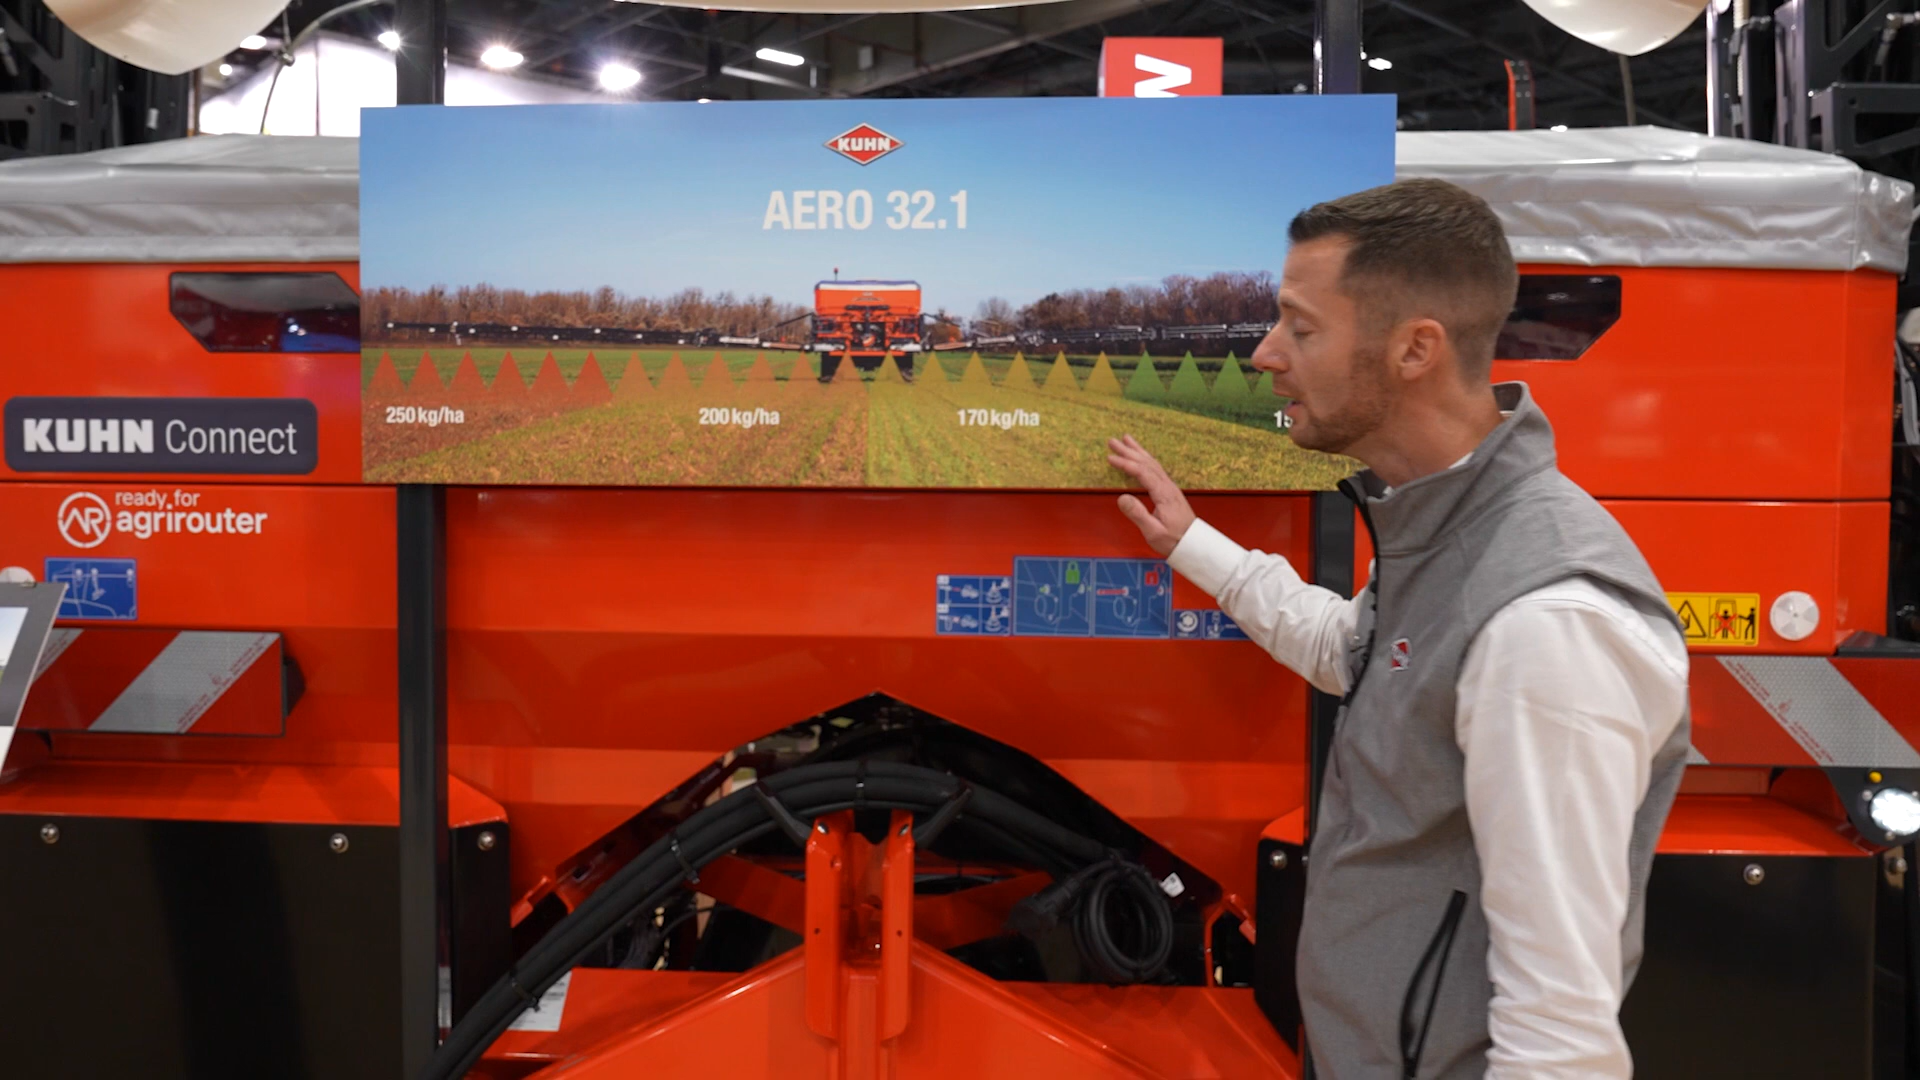 KUHN
AERO 32.1
250 kg/ha
200 kg/ha
170 kg/ha
KUHN Connect
ready for
agrirouter